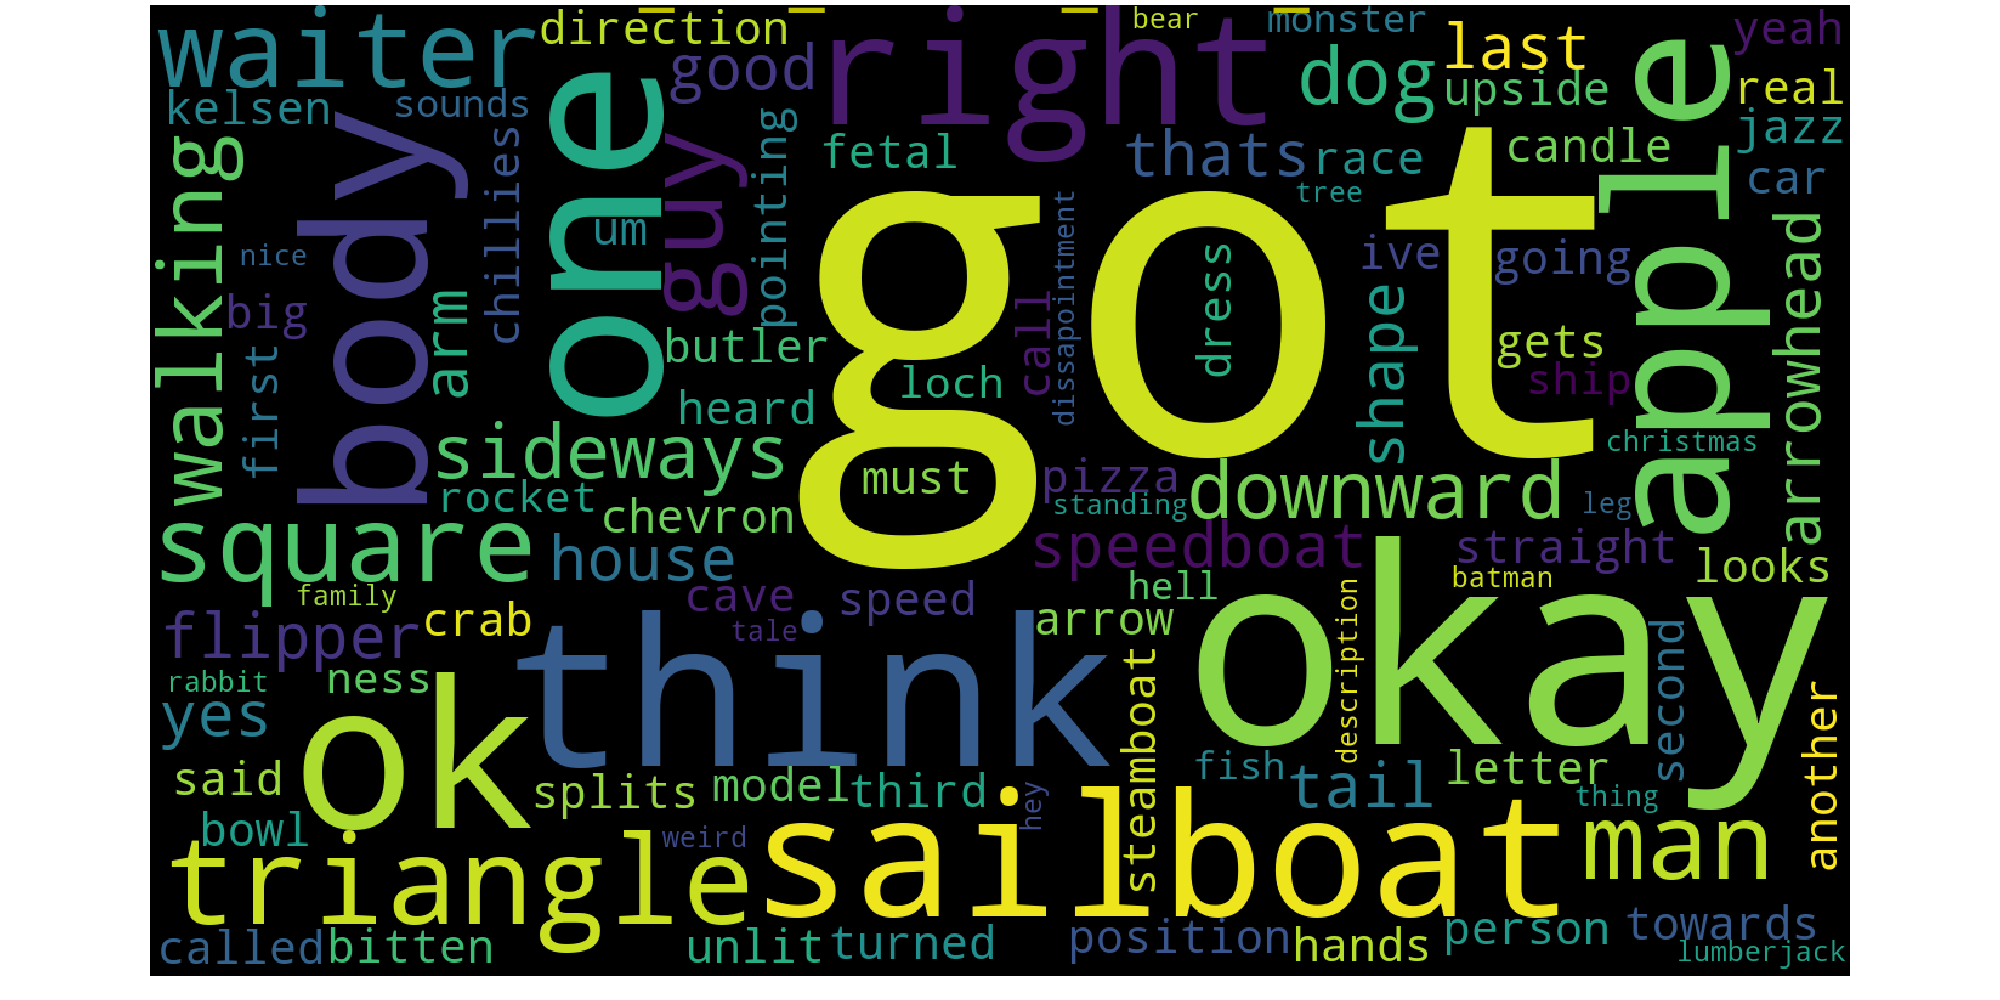 waiter
direction
right
bear
monster
last
yeah
good
dog
upside
real
kelsen
sounds
jazz
body
one
guy
pointing
fetal
thats
race
candle
apple
car
walking
chillies
um
got
tree
dissapointment
dress
ive
going
arrowhead
nice
big
arm
butler
call
shape
gets
first
heard
loch
ship
sideways
must
pizza
christmas
rocket
standing
downward
leg
square
chevron
house
speedboat
straight
looks
family
cave
speed
hell
batman
flipper
crab
tale
think
arrow
description
okay
second
rabbit
ness
yes
ok
steamboat
another
said
splits
model
third
hey
fish
tail
letter
thing
bowl
triangle
weird
sailboat
man
called
bitten
unlit
turned
position
hands
person
towards
lumberjack